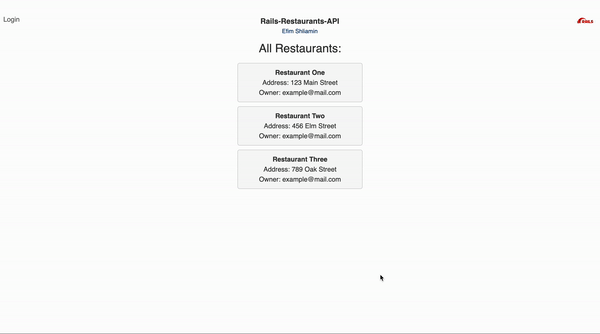 Login
Rails-Restaurants-API
RAILS
Efim Shliamin
All Restaurants:
Restaurant One
Address: 123 Main Street
Owner: example@mail.com
Restaurant Two
Address: 456 Elm Street
Owner: example@mail.com
Restaurant Three
Address: 789 Oak Street
Owner: example@mail.com